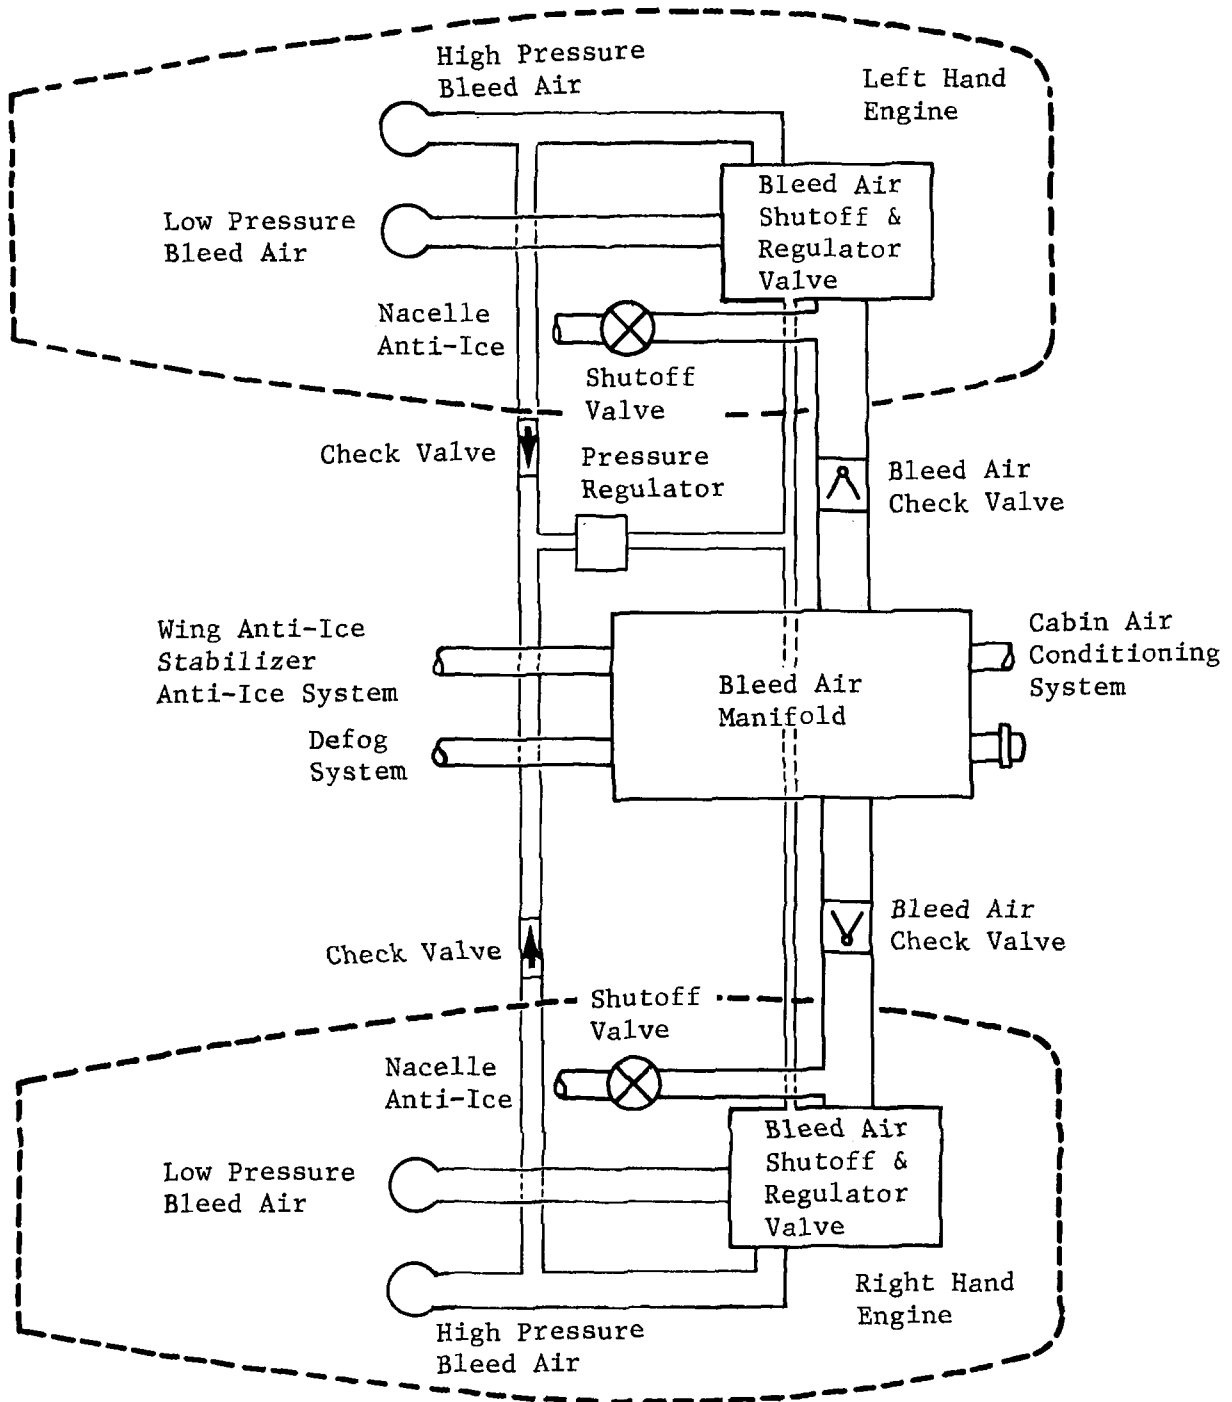 High Pressure
Bleed Air
Left Hand
Engine
Bleed Air
Shutoff &
Regulator
Valve
Low Pressure
Bleed Air
Nacelle
Anti-Ice
Shutoff
Valve
Check Valve
Pressure
Regulator
Bleed Air
Check Valve
Wing Anti-Ice
Stabilizer
Anti-Ice System
Cabin Air
Conditioning
System
Bleed Air
Manifold
Defog
System
Bleed Air
Check Valve
Check Valve
Shutoff
Valve
Nacelle
Anti-Ice
Bleed Air
Shutoff &
Regulator
Valve
Low Pressure
Bleed Air
Right Hand
Engine
High Pressure
Bleed Air